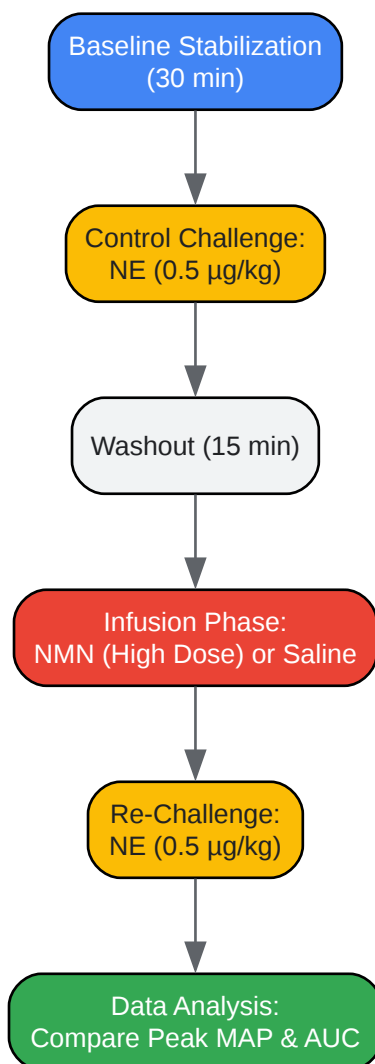 Baseline Stabilization
(30 min)
Control Challenge:
NE (0.5 µg/kg)
Washout (15 min)
Infusion Phase:
NMN (High Dose) or Saline
Re-Challenge:
NE (0.5 µg/kg)
Data Analysis:
Compare Peak MAP & AUC